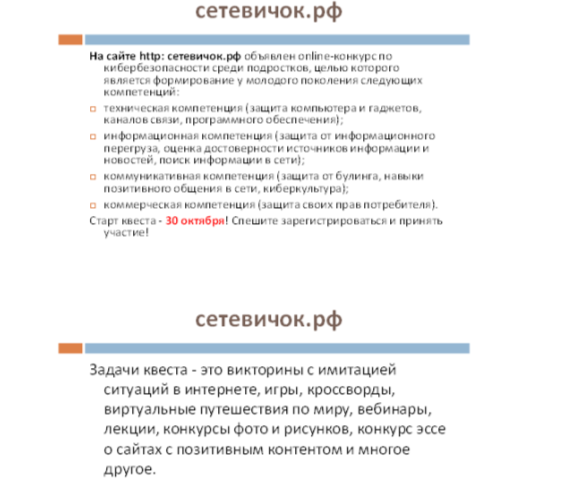 сетевичок.рф
На сайте http: сетевичок.рф объявлен online-конкурс по
кибербезопасности среди подростков, целью которого
является формирование у молодого поколения следующих
компетенций:
техническая компетенция (защита компьютера и гаджетов,
каналов связи, программного обеспечения);
информационная компетенция (защита от информационного
перегруза, оценка достоверности источников информации и
новостей, поиск информации в сети);
коммуникативная компетенция (защита от булинга, навыки
позитивного общения в сети, киберкультура);
коммерческая компетенция (защита своих прав потребителя).
Старт квеста - 30 октября! Спешите зарегистрироваться и принять
участие!
сетевичок.рф
Задачи квеста - это викторины с имитацией
ситуаций в интернете, игры, кроссворды,
виртуальные путешествия по миру, вебинары,
лекции, конкурсы фото и рисунков, конкурс эссе
о сайтах с позитивным контентом и многое
другое.